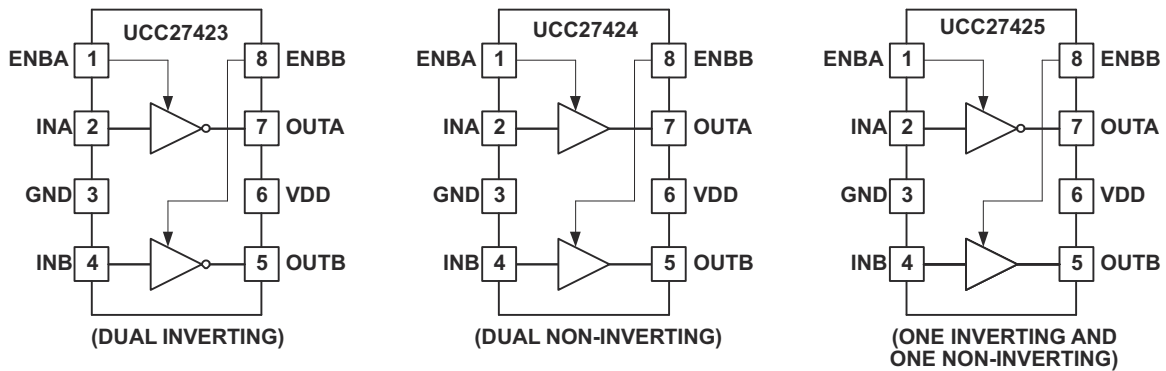 UCC27423
ENBA 1 8 ENBB
INA 2 7 OUTA
GND 3 6 VDD
INB 4 5 OUTB
(DUAL INVERTING)
UCC27424
ENBA 1 8 ENBB
INA 2 7 OUTA
GND 3 6 VDD
INB 4 5 OUTB
(DUAL NON-INVERTING)
UCC27425
ENBA 1 8 ENBB
INA 2 7 OUTA
GND 3 6 VDD
INB 4 5 OUTB
(ONE INVERTING AND
ONE NON-INVERTING)